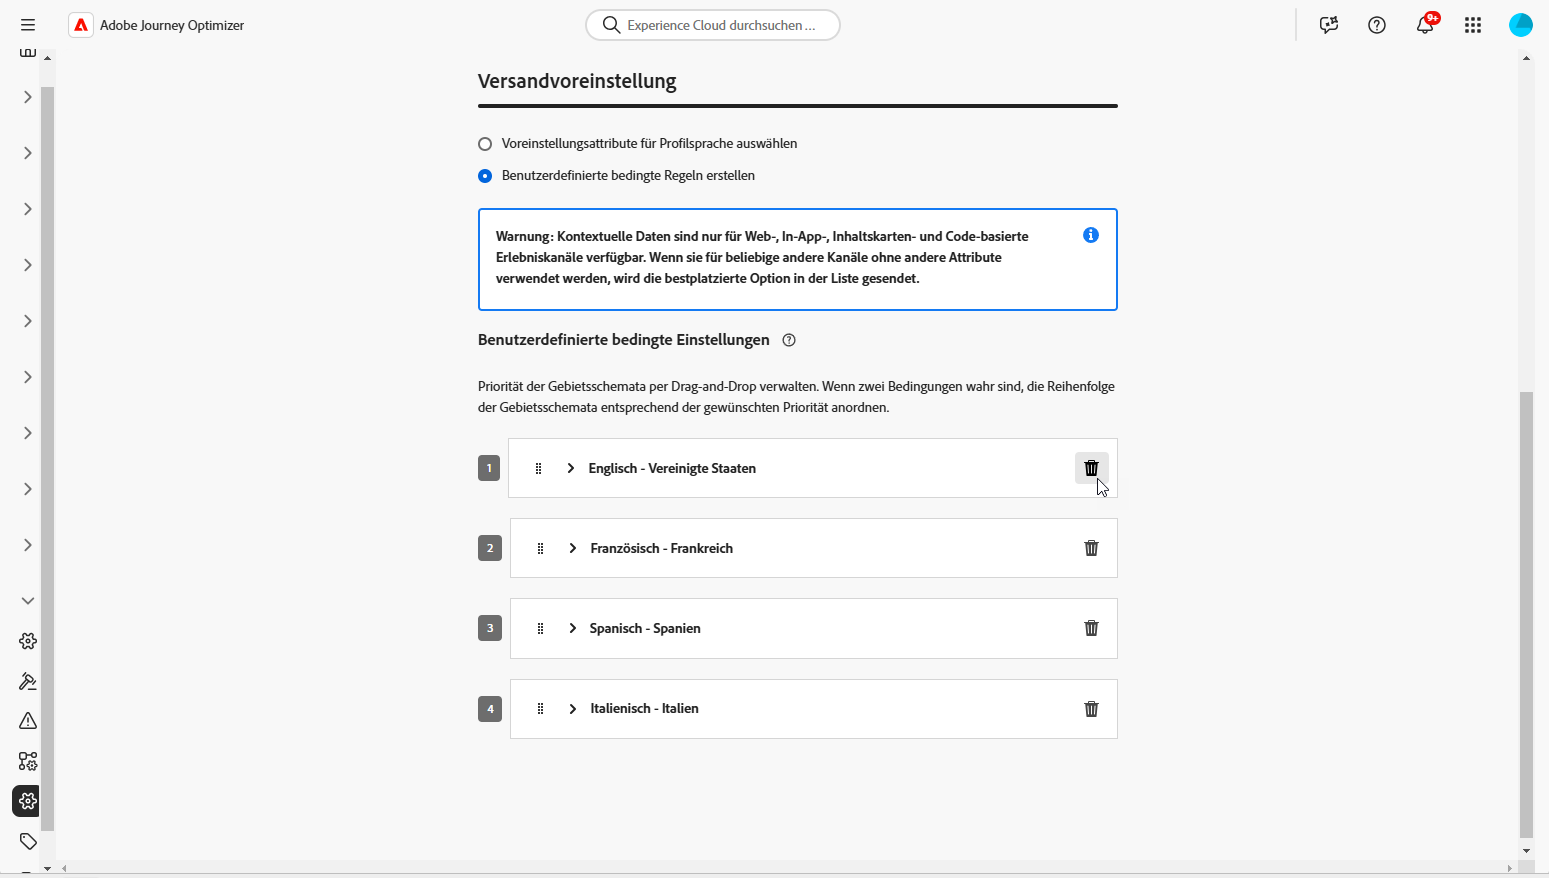 Adobe Journey Optimizer
Experience Cloud durchsuchen ...
9+
Versandvoreinstellung
Voreinstellungsattribute für Profilsprache auswählen
Benutzerdefinierte bedingte Regeln erstellen
Warnung: Kontextuelle Daten sind nur für Web-, In-App-, Inhaltskarten- und Code-basierte
Erlebniskanäle verfügbar. Wenn sie für beliebige andere Kanäle ohne andere Attribute
verwendet werden, wird die bestplatzierte Option in der Liste gesendet.
Benutzerdefinierte bedingte Einstellungen
Priorität der Gebietsschemata per Drag-and-Drop verwalten. Wenn zwei Bedingungen wahr sind, die Reihenfolge
der Gebietsschemata entsprechend der gewünschten Priorität anordnen.
1 Englisch - Vereinigte Staaten
2 Französisch - Frankreich
3 Spanisch - Spanien
4 Italienisch - Italien